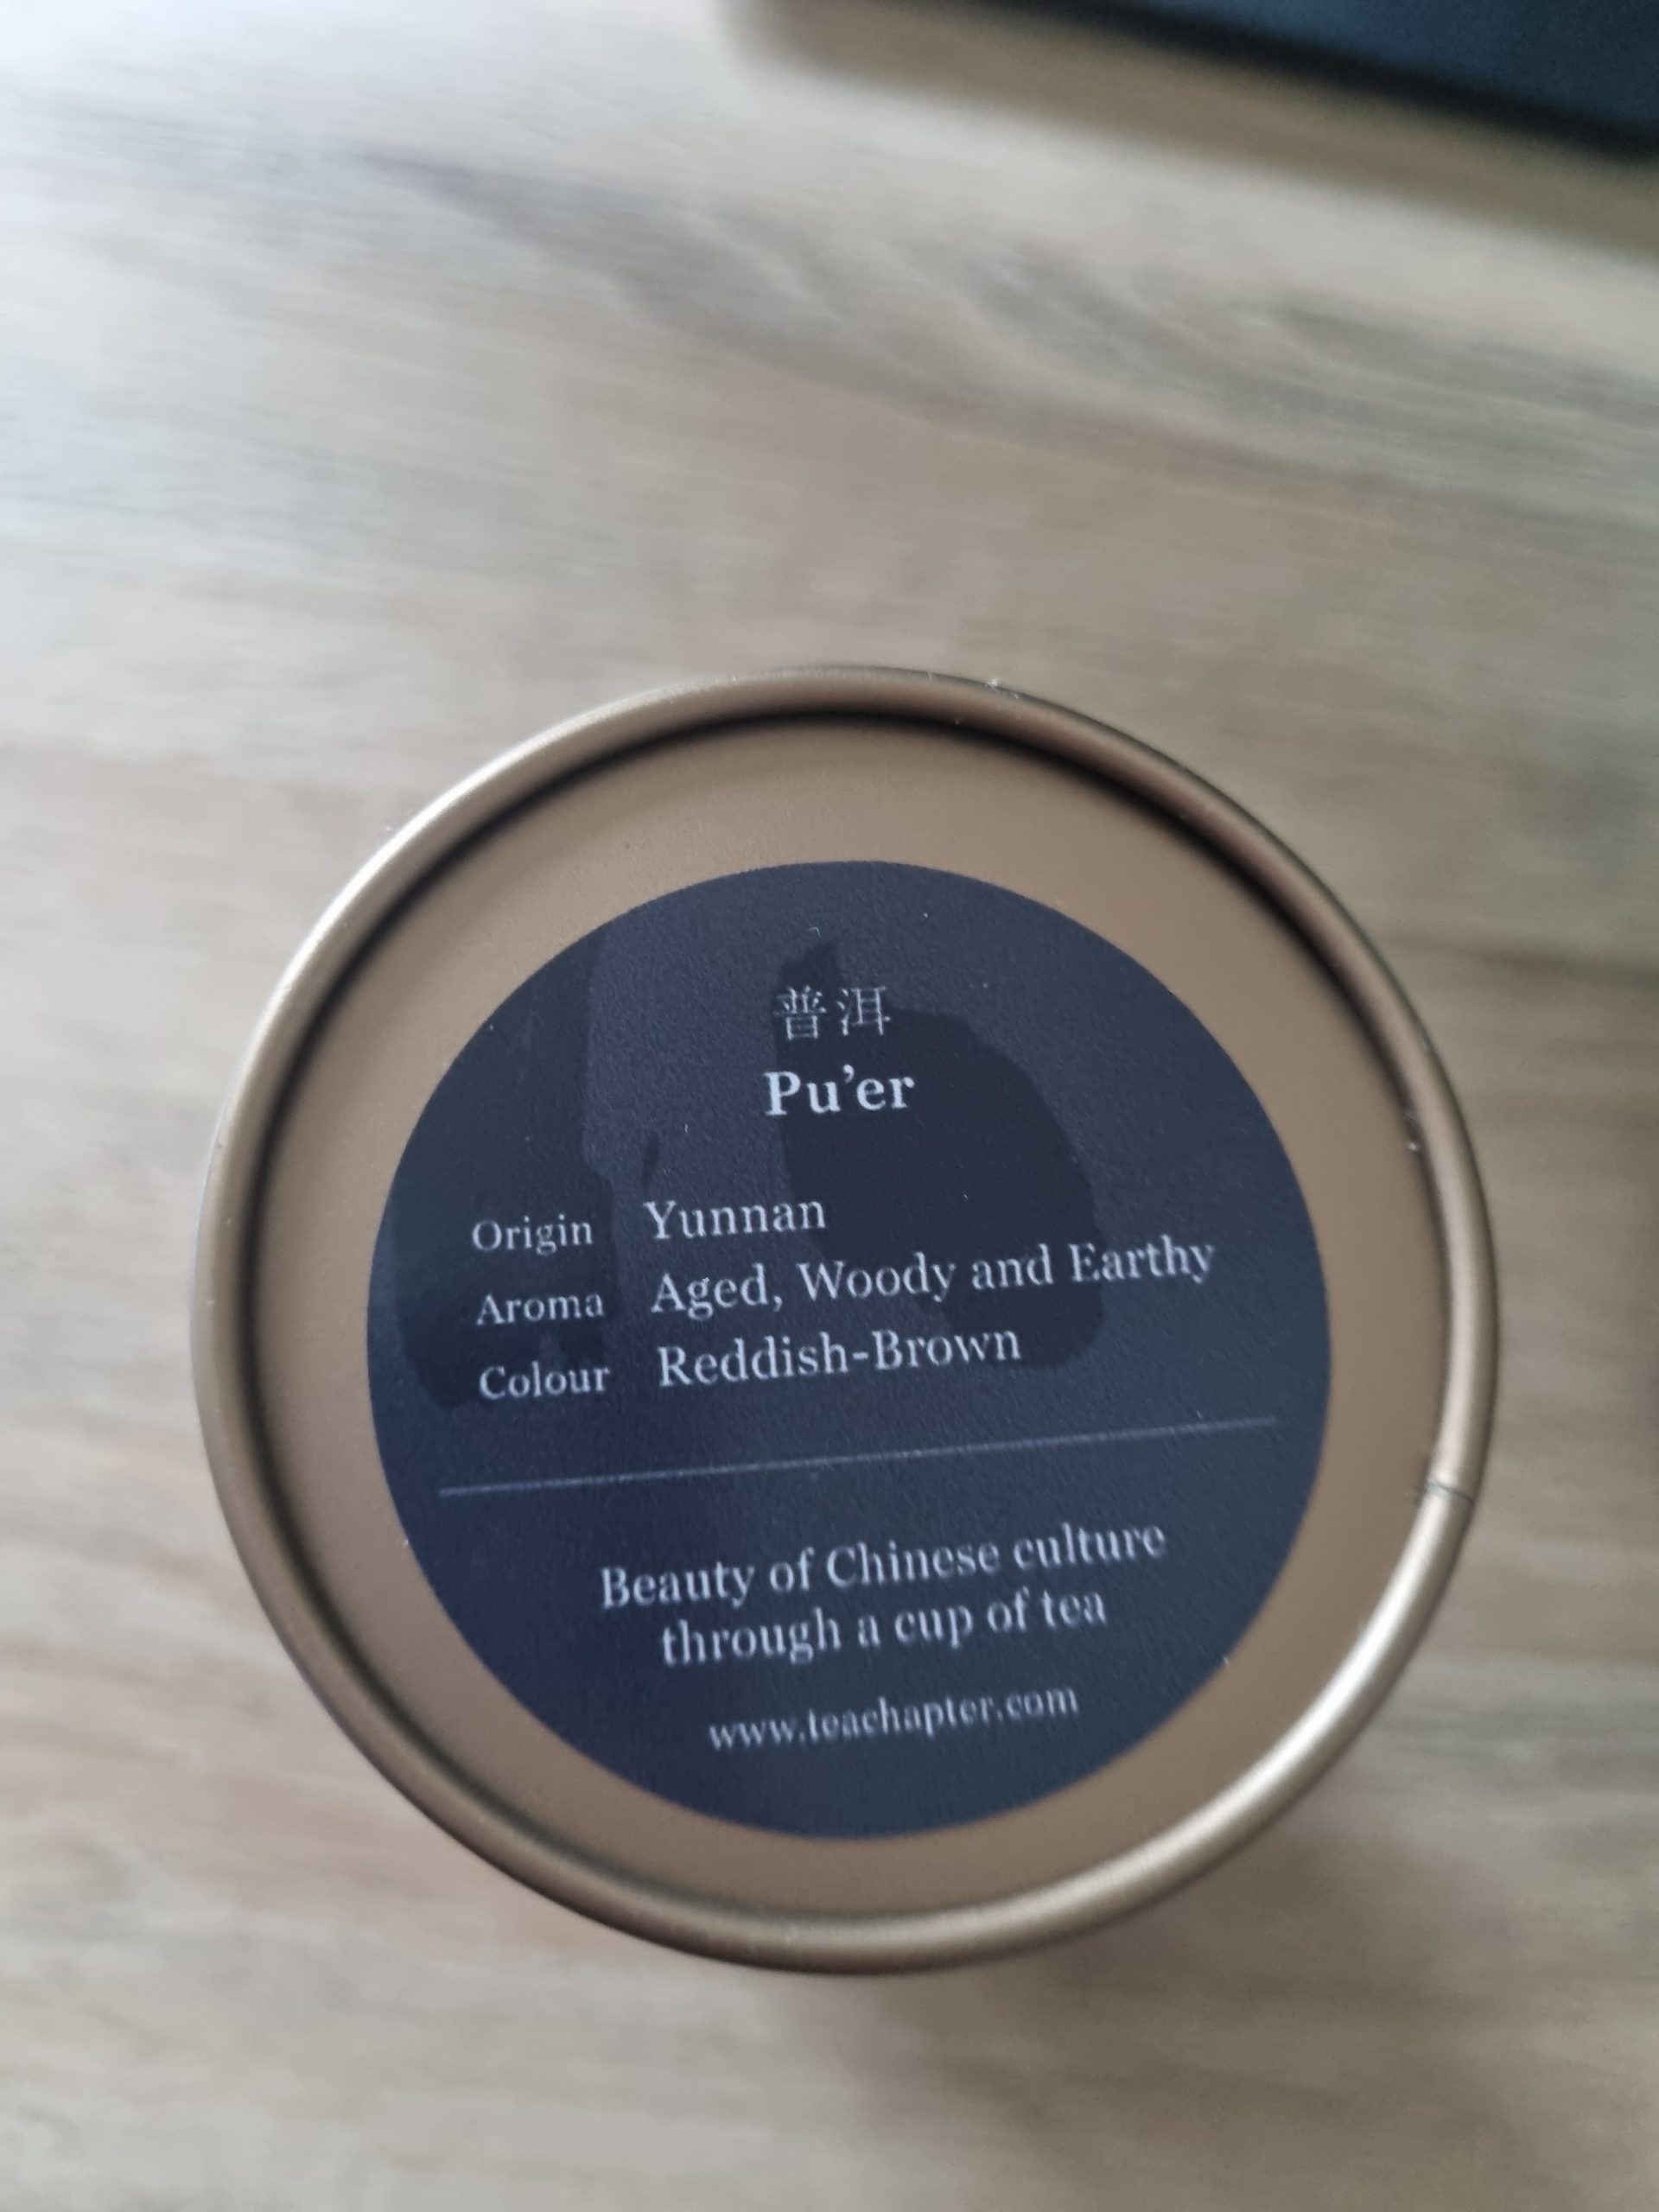 普洱
Pu’er
Origin Yunnan
Aroma Aged, Woody and Earthy
Colour Reddish-Brown
Beauty of Chinese culture
through a cup of tea
www.teachapter.com